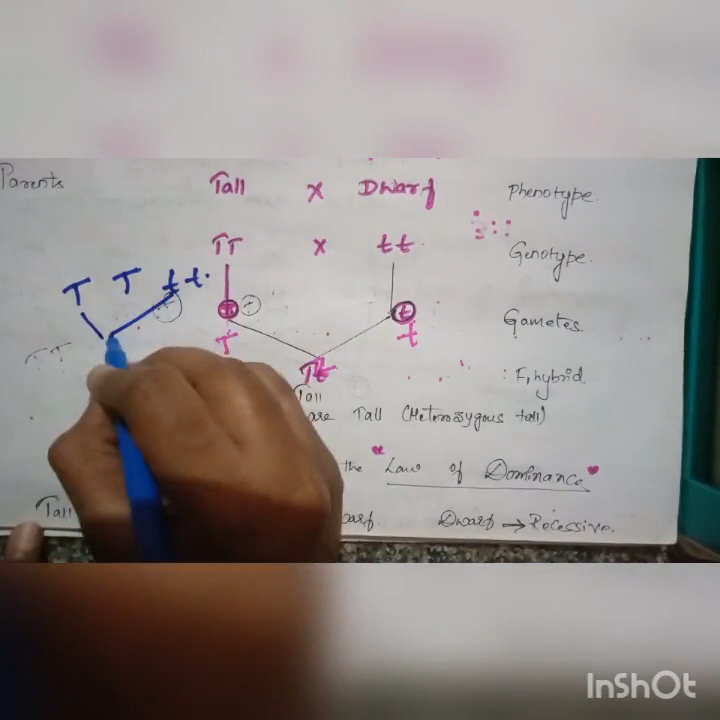 Parents Tall X Dwarf Phenotype.
TT X tt. Genotype.
T T t t.
t t
T t Gametes.
TT Tt : F, hybrid
Tall
are Tall (Heterozygous tall)
the "Law of Dominance"
Tall Dwarf → Recessive.
InShOt